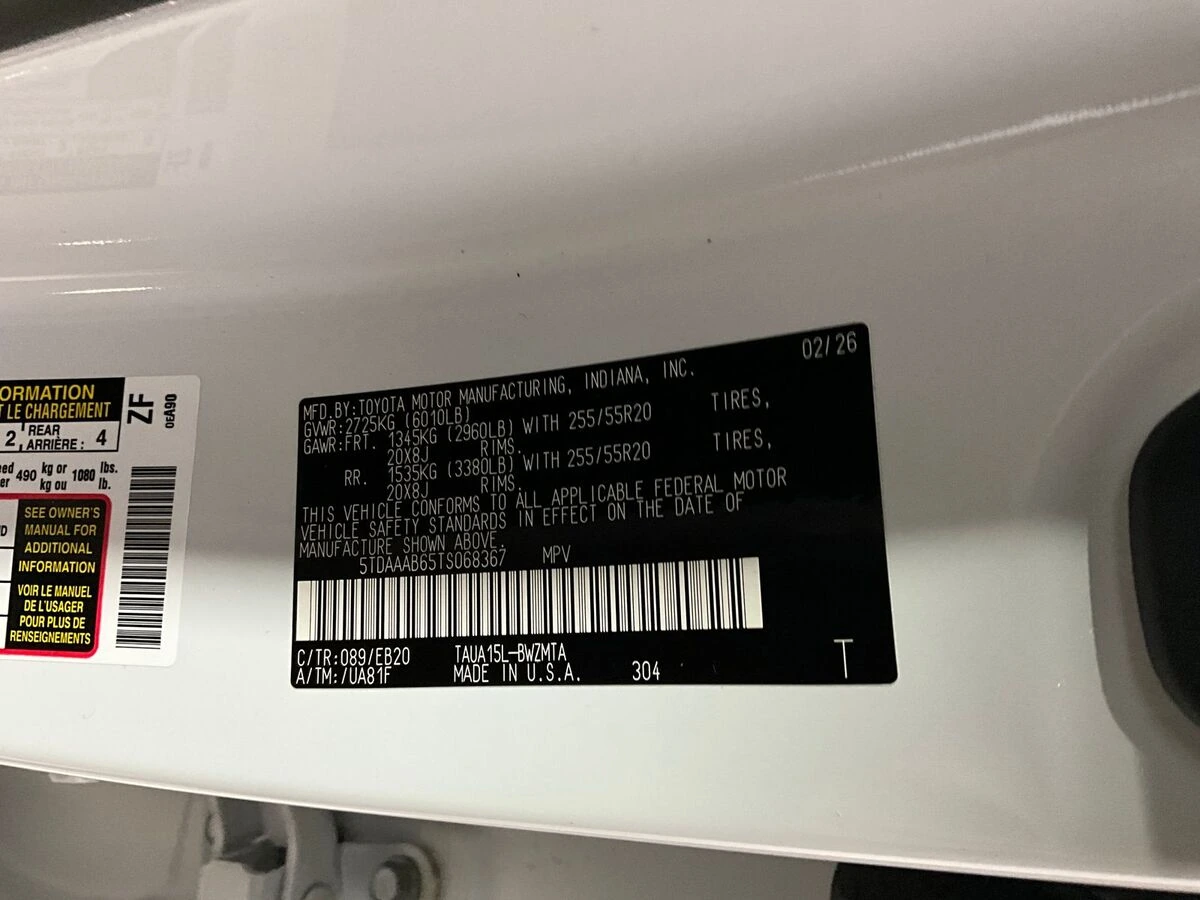 ORMATION
T LE CHARGEMENT
2 REAR ARRIÈRE : 4
490 kg or kg ou 1080 lbs. lb.
SEE OWNER'S
MANUAL FOR
ADDITIONAL
INFORMATION
VOIR LE MANUEL
DE L'USAGER
POUR PLUS DE
RENSEIGNEMENTS
ZF
0EA90
02/26
MFD.BY:TOYOTA MOTOR MANUFACTURING, INDIANA, INC.
GVWR:2725KG (6010LB)
GAWR:FRT. 1345KG (2960LB) WITH 255/55R20 TIRES,
20X8J RIMS.
RR. 1535KG (3380LB) WITH 255/55R20 TIRES,
20X8J RIMS.
THIS VEHICLE CONFORMS TO ALL APPLICABLE FEDERAL MOTOR
VEHICLE SAFETY STANDARDS IN EFFECT ON THE DATE OF
MANUFACTURE SHOWN ABOVE.
5TDAAAB65TS068367 MPV
C/TR:089/EB20 TAUA15L-BWZMTA
A/TM:/UA81F MADE IN U.S.A. 304 T